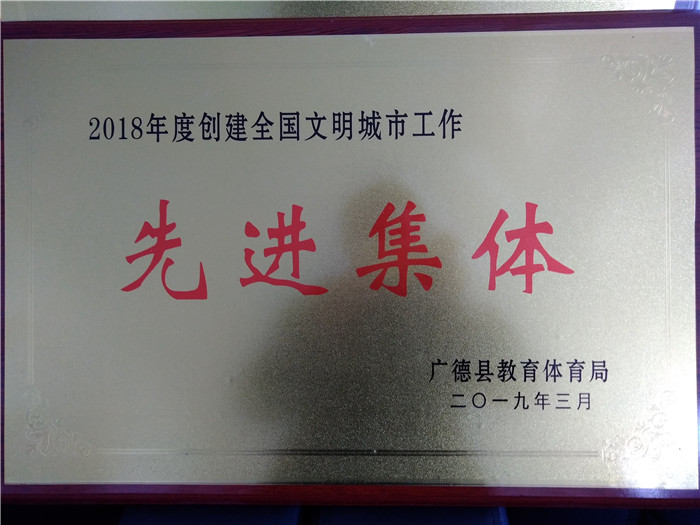 2018年度创建全国文明城市工作
先进集体
广德县教育体育局
二〇一九年三月